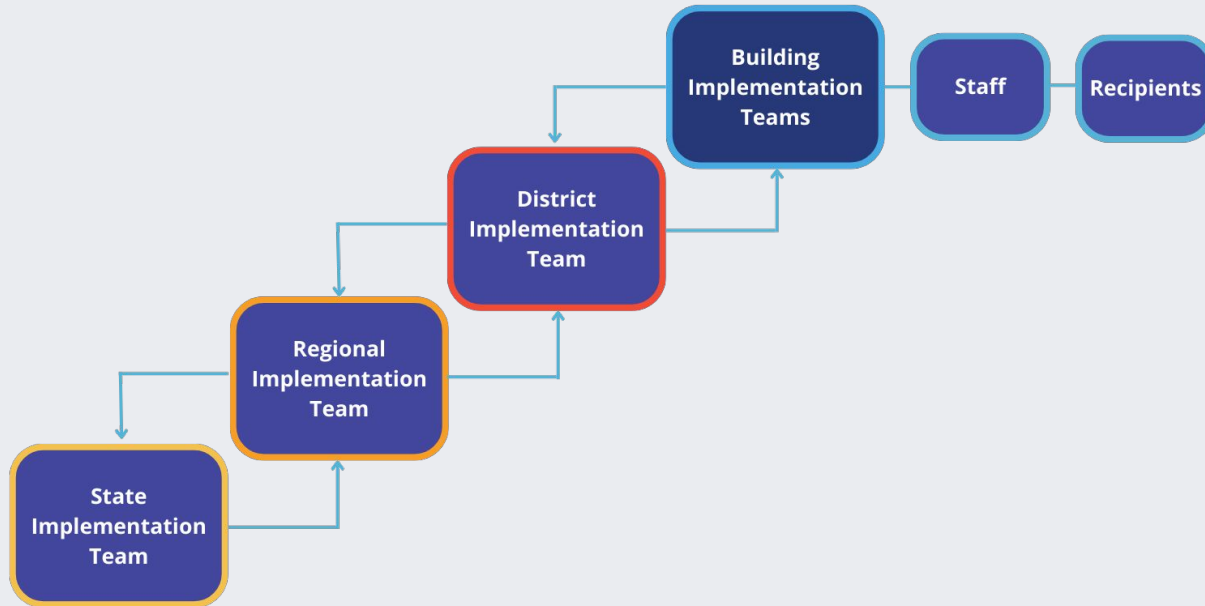 Building
Implementation
Teams
Staff
Recipients
District
Implementation
Team
Regional
Implementation
Team
State
Implementation
Team